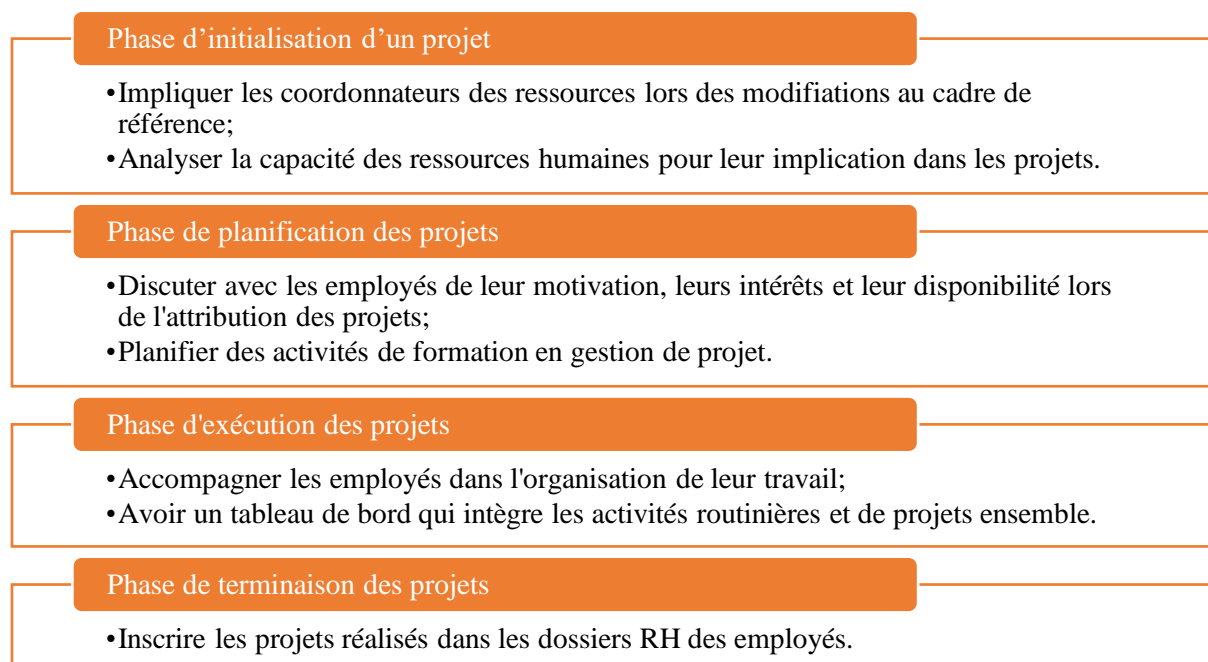 Phase d’initialisation d’un projet
•Impliquer les coordonnateurs des ressources lors des modifiations au cadre de
référence;
•Analyser la capacité des ressources humaines pour leur implication dans les projets.
Phase de planification des projets
•Discuter avec les employés de leur motivation, leurs intérêts et leur disponibilité lors
de l'attribution des projets;
•Planifier des activités de formation en gestion de projet.
Phase d'exécution des projets
•Accompagner les employés dans l'organisation de leur travail;
•Avoir un tableau de bord qui intègre les activités routinières et de projets ensemble.
Phase de terminaison des projets
•Inscrire les projets réalisés dans les dossiers RH des employés.